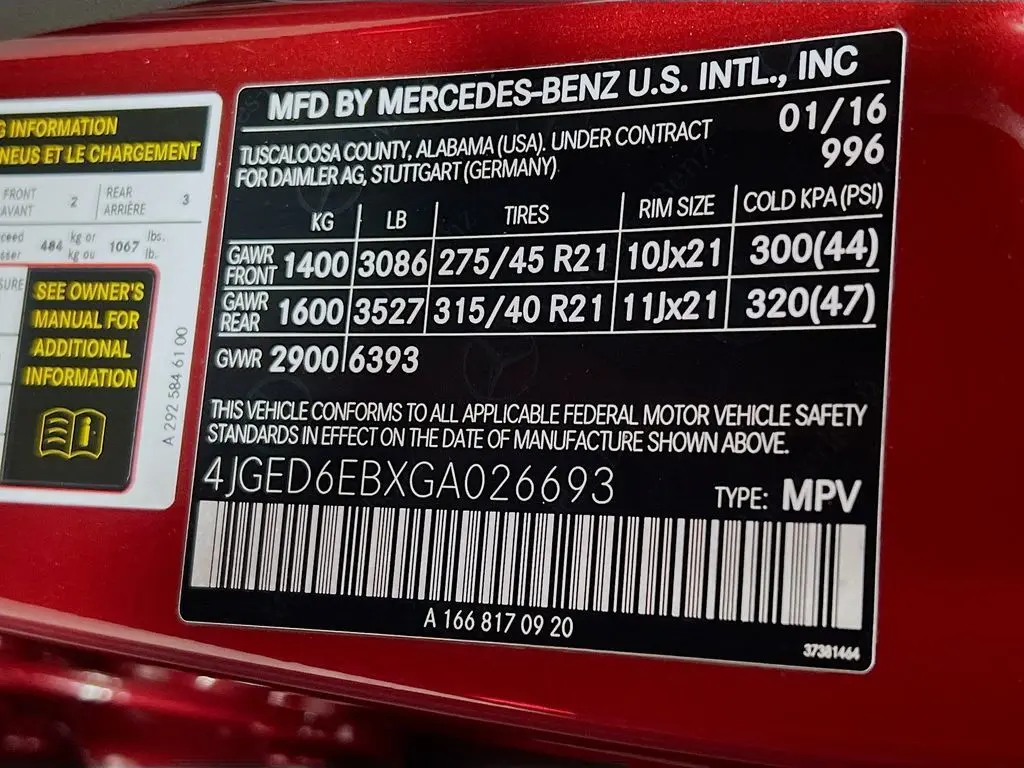 G INFORMATION
NEUS ET LE CHARGEMENT
FRONT
AVANT
2
REAR
ARRIÈRE
3
484 kg or
kg ou
1067 lbs.
lb.
SEE OWNER'S
MANUAL FOR
ADDITIONAL
INFORMATION
A 292 584 61 00
MFD BY MERCEDES-BENZ U.S. INTL., INC
TUSCALOOSA COUNTY, ALABAMA (USA). UNDER CONTRACT
FOR DAIMLER AG, STUTTGART (GERMANY)
01/16
996
KG LB TIRES RIM SIZE COLD KPA (PSI)
GAWR FRONT 1400 3086 275/45 R21 10Jx21 300(44)
GAWR REAR 1600 3527 315/40 R21 11Jx21 320(47)
GVWR 2900 6393
THIS VEHICLE CONFORMS TO ALL APPLICABLE FEDERAL MOTOR VEHICLE SAFETY
STANDARDS IN EFFECT ON THE DATE OF MANUFACTURE SHOWN ABOVE.
4JGED6EBXGA026693 TYPE: MPV
A 166 817 09 20
37381464